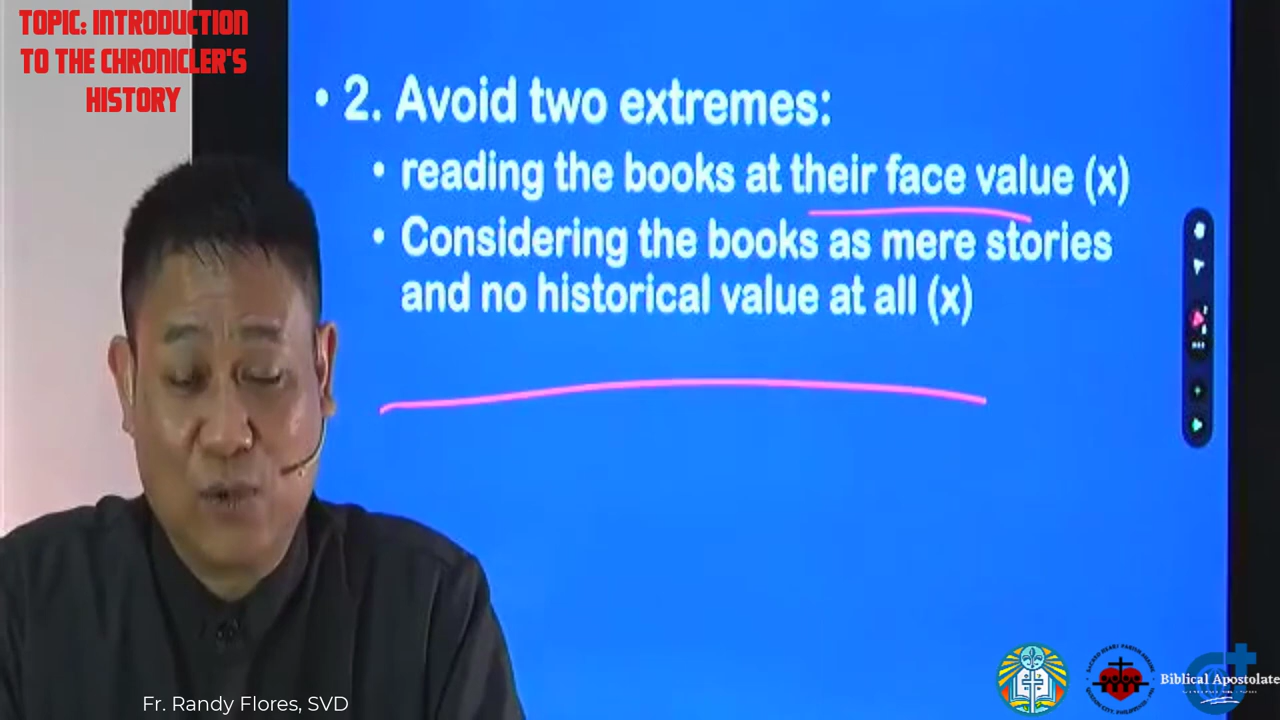 TOPIC: INTRODUCTION
TO THE CHRONICLER'S
HISTORY
• 2. Avoid two extremes:
• reading the books at their face value (x)
• Considering the books as mere stories
and no historical value at all (x)
Fr. Randy Flores, SVD
Biblical Apostolate